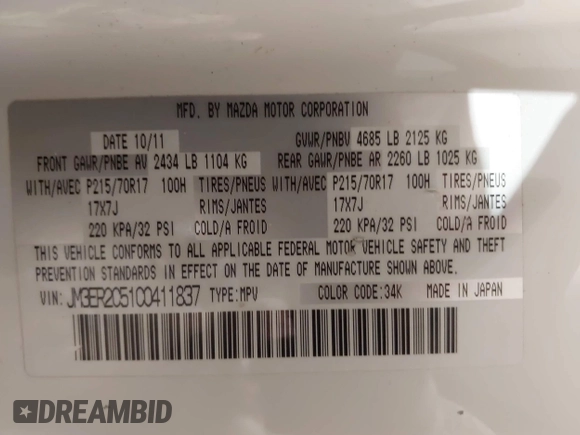 MFD. BY MAZDA MOTOR CORPORATION
DATE 10/11 GVWR/PNBV 4685 LB 2125 KG
FRONT GAWR/PNBE AV 2434 LB 1104 KG REAR GAWR/PNBE AR 2260 LB 1025 KG
WITH/AVEC P215/70R17 100H TIRES/PNEUS WITH/AVEC P215/70R17 100H TIRES/PNEUS
17X7J RIMS/JANTES 17X7J RIMS/JANTES
220 KPA/32 PSI COLD/A FROID 220 KPA/32 PSI COLD/A FROID
THIS VEHICLE CONFORMS TO ALL APPLICABLE FEDERAL MOTOR VEHICLE SAFETY AND THEFT
PREVENTION STANDARDS IN EFFECT ON THE DATE OF MANUFACTURE SHOWN ABOVE.
VIN: JM3ER2C51C0411837 TYPE:MPV COLOR CODE:34K MADE IN JAPAN
DREAMBID